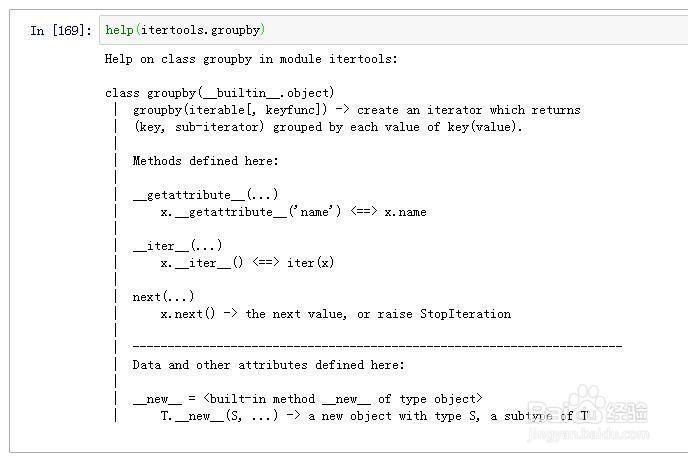 In [169]: help(itertools.groupby)
Help on class groupby in module itertools:
class groupby(__builtin__.object)
 |  groupby(iterable[, keyfunc]) -> create an iterator which returns
 |  (key, sub-iterator) grouped by each value of key(value).
 |
 |  Methods defined here:
 |
 |  __getattribute__(...)
 |      x.__getattribute__('name') <==> x.name
 |
 |  __iter__(...)
 |      x.__iter__() <==> iter(x)
 |
 |  next(...)
 |      x.next() -> the next value, or raise StopIteration
 |
 |  ----------------------------------------------------------------------
 |  Data and other attributes defined here:
 |
 |  __new__ = <built-in method __new__ of type object>
 |      T.__new__(S, ...) -> a new object with type S, a subtype of T
Baidu 经验
jingyan.baidu.com